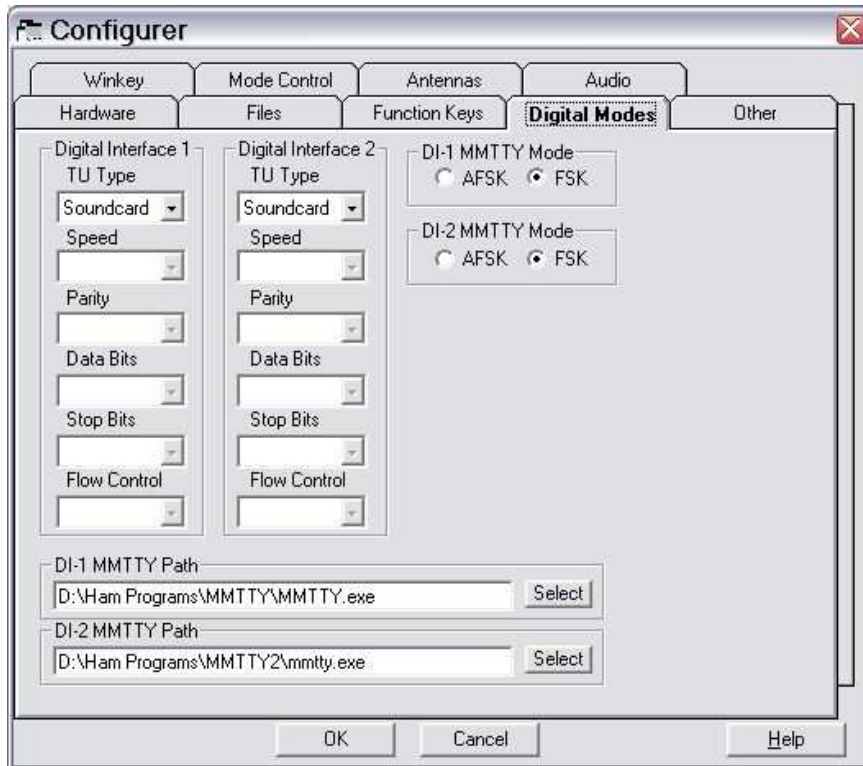 Configurer
Winkey Mode Control Antennas Audio
Hardware Files Function Keys Digital Modes Other
Digital Interface 1
TU Type
Soundcard
Speed
Parity
Data Bits
Stop Bits
Flow Control
Digital Interface 2
TU Type
Soundcard
Speed
Parity
Data Bits
Stop Bits
Flow Control
DI-1 MMTTY Mode
AFSK FSK
DI-2 MMTTY Mode
AFSK FSK
DI-1 MMTTY Path
D:\Ham Programs\MMTTY\MMTTY.exe Select
DI-2 MMTTY Path
D:\Ham Programs\MMTTY2\mmtty.exe Select
OK Cancel Help